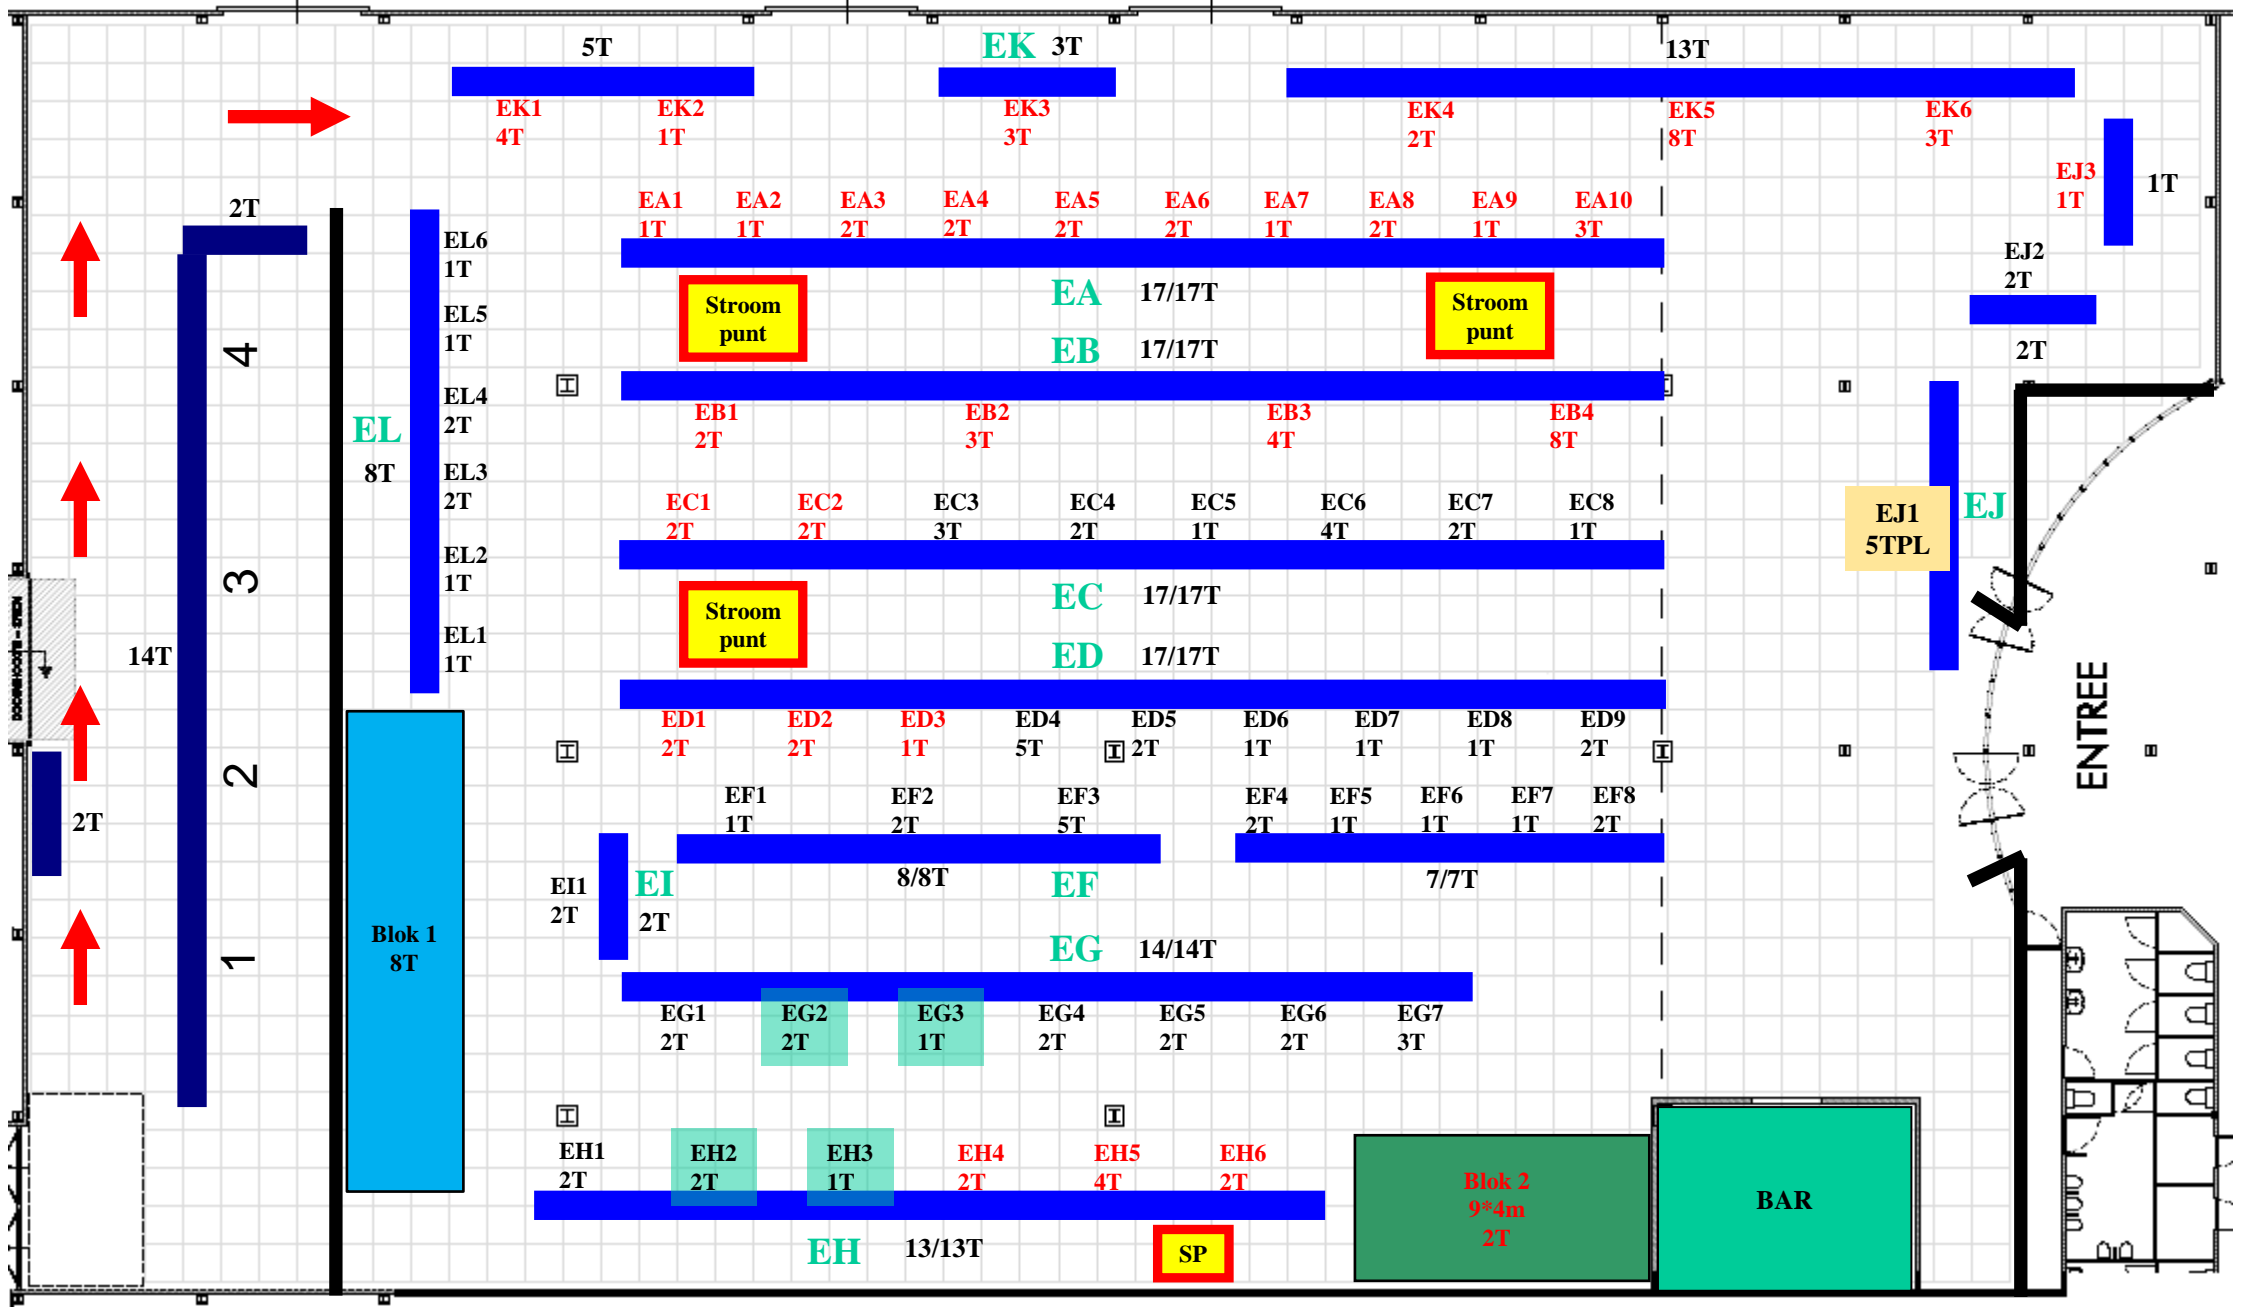 5T
EK 3T
13T
EK1
4T
EK2
1T
EK3
3T
EK4
2T
EK5
8T
EK6
3T
EJ3
1T
1T
2T
EA1
1T
EA2
1T
EA3
2T
EA4
2T
EA5
2T
EA6
2T
EA7
1T
EA8
2T
EA9
1T
EA10
3T
EJ2
2T
2T
EL6
1T
EL5
1T
EL4
2T
EL3
2T
EL2
1T
EL1
1T
EL
8T
Stroom
punt
EA 17/17T
Stroom
punt
EB 17/17T
EB1
2T
EB2
3T
EB3
4T
EB4
8T
4
3
2
1
14T
2T
EC1
2T
EC2
2T
EC3
3T
EC4
2T
EC5
1T
EC6
4T
EC7
2T
EC8
1T
EJ1
5TPL
EJ
Stroom
punt
EC 17/17T
ED 17/17T
ENTREE
ED1
2T
ED2
2T
ED3
1T
ED4
5T
ED5
2T
ED6
1T
ED7
1T
ED8
1T
ED9
2T
EF1
1T
EF2
2T
EF3
5T
EF4
2T
EF5
1T
EF6
1T
EF7
1T
EF8
2T
8/8T
EF
7/7T
EI1
2T
EI
2T
Blok 1
8T
EG 14/14T
EG1
2T
EG2
2T
EG3
1T
EG4
2T
EG5
2T
EG6
2T
EG7
3T
EH1
2T
EH2
2T
EH3
1T
EH4
2T
EH5
4T
EH6
2T
EH 13/13T
SP
Blok 2
9*4m
2T
BAR